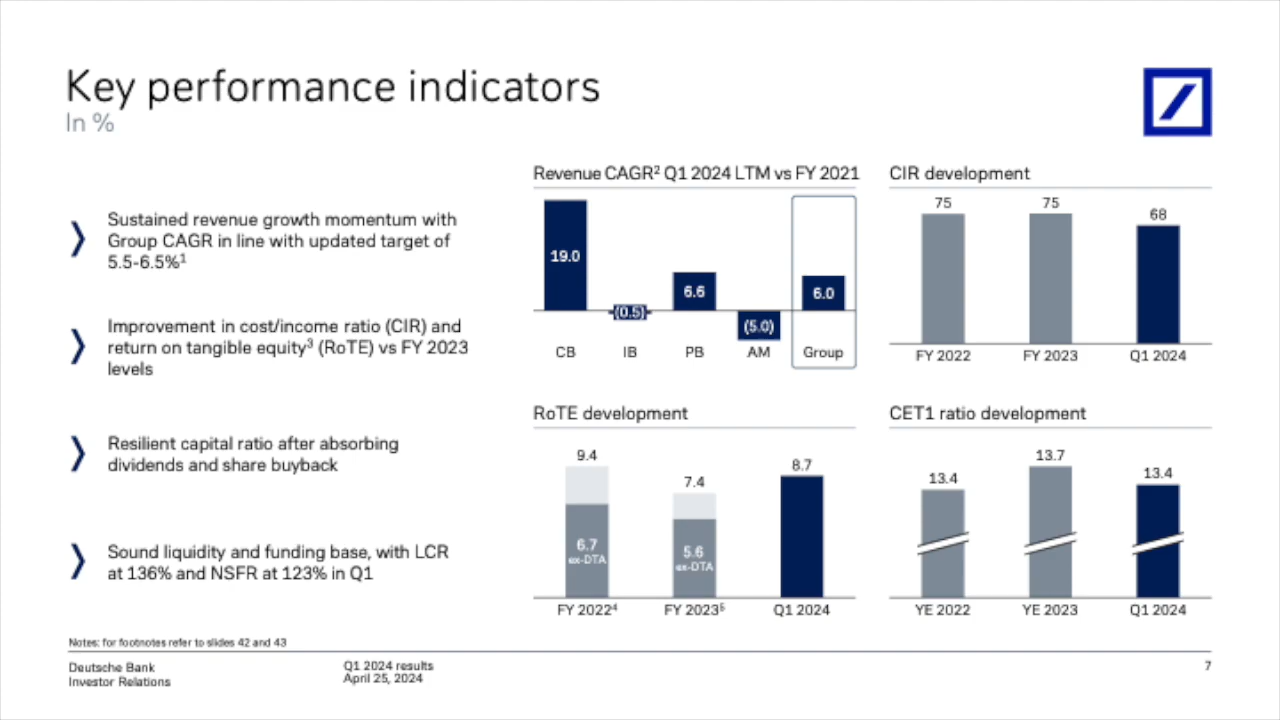 Key performance indicators
In %
Sustained revenue growth momentum with
Group CAGR in line with updated target of
5.5-6.5%¹
Improvement in cost/income ratio (CIR) and
return on tangible equity³ (RoTE) vs FY 2023
levels
Resilient capital ratio after absorbing
dividends and share buyback
Sound liquidity and funding base, with LCR
at 136% and NSFR at 123% in Q1
Revenue CAGR² Q1 2024 LTM vs FY 2021
19.0
(0.5)
6.6
(5.0)
6.0
CB IB PB AM Group
CIR development
75 75 68
FY 2022 FY 2023 Q1 2024
RoTE development
9.4
7.4
8.7
6.7
ex-DTA
5.6
ex-DTA
FY 2022⁴ FY 2023⁵ Q1 2024
CET1 ratio development
13.4 13.7 13.4
YE 2022 YE 2023 Q1 2024
Notes: for footnotes refer to slides 42 and 43
Deutsche Bank
Investor Relations
Q1 2024 results
April 25, 2024
7